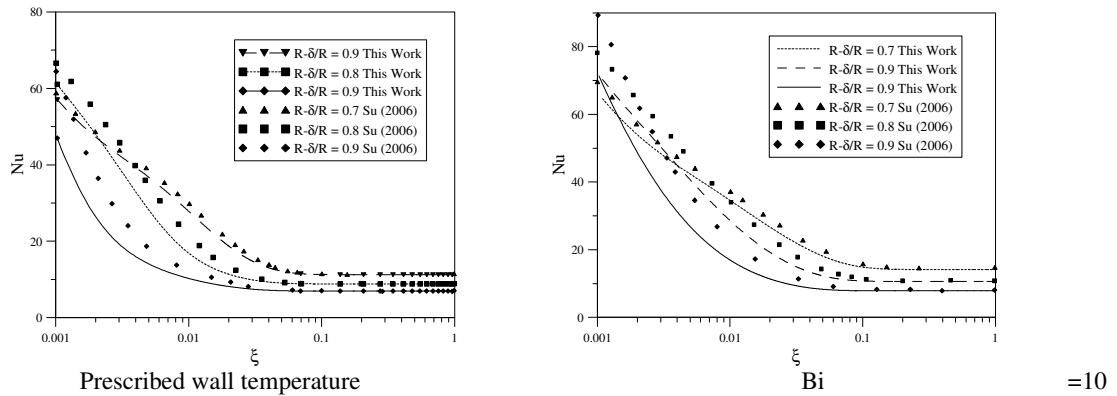 80
60
40
20
0
Nu
0.001 0.01 0.1 1
ξ
R-δ/R = 0.9 This Work
R-δ/R = 0.8 This Work
R-δ/R = 0.9 This Work
R-δ/R = 0.7 Su (2006)
R-δ/R = 0.8 Su (2006)
R-δ/R = 0.9 Su (2006)
Prescribed wall temperature
80
60
40
20
0
Nu
0.001 0.01 0.1 1
ξ
R-δ/R = 0.7 This Work
R-δ/R = 0.9 This Work
R-δ/R = 0.9 This Work
R-δ/R = 0.7 Su (2006)
R-δ/R = 0.8 Su (2006)
R-δ/R = 0.9 Su (2006)
Bi =10